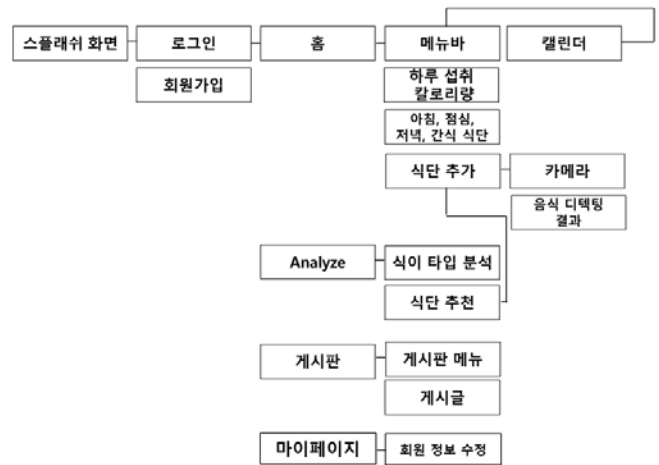 스플래쉬 화면
로그인
홈
메뉴바
캘린더
회원가입
하루 섭취
칼로리량
아침, 점심,
저녁, 간식 식단
식단 추가
카메라
음식 디텍팅
결과
Analyze
식이 타입 분석
식단 추천
게시판
게시판 메뉴
게시글
마이페이지
회원 정보 수정